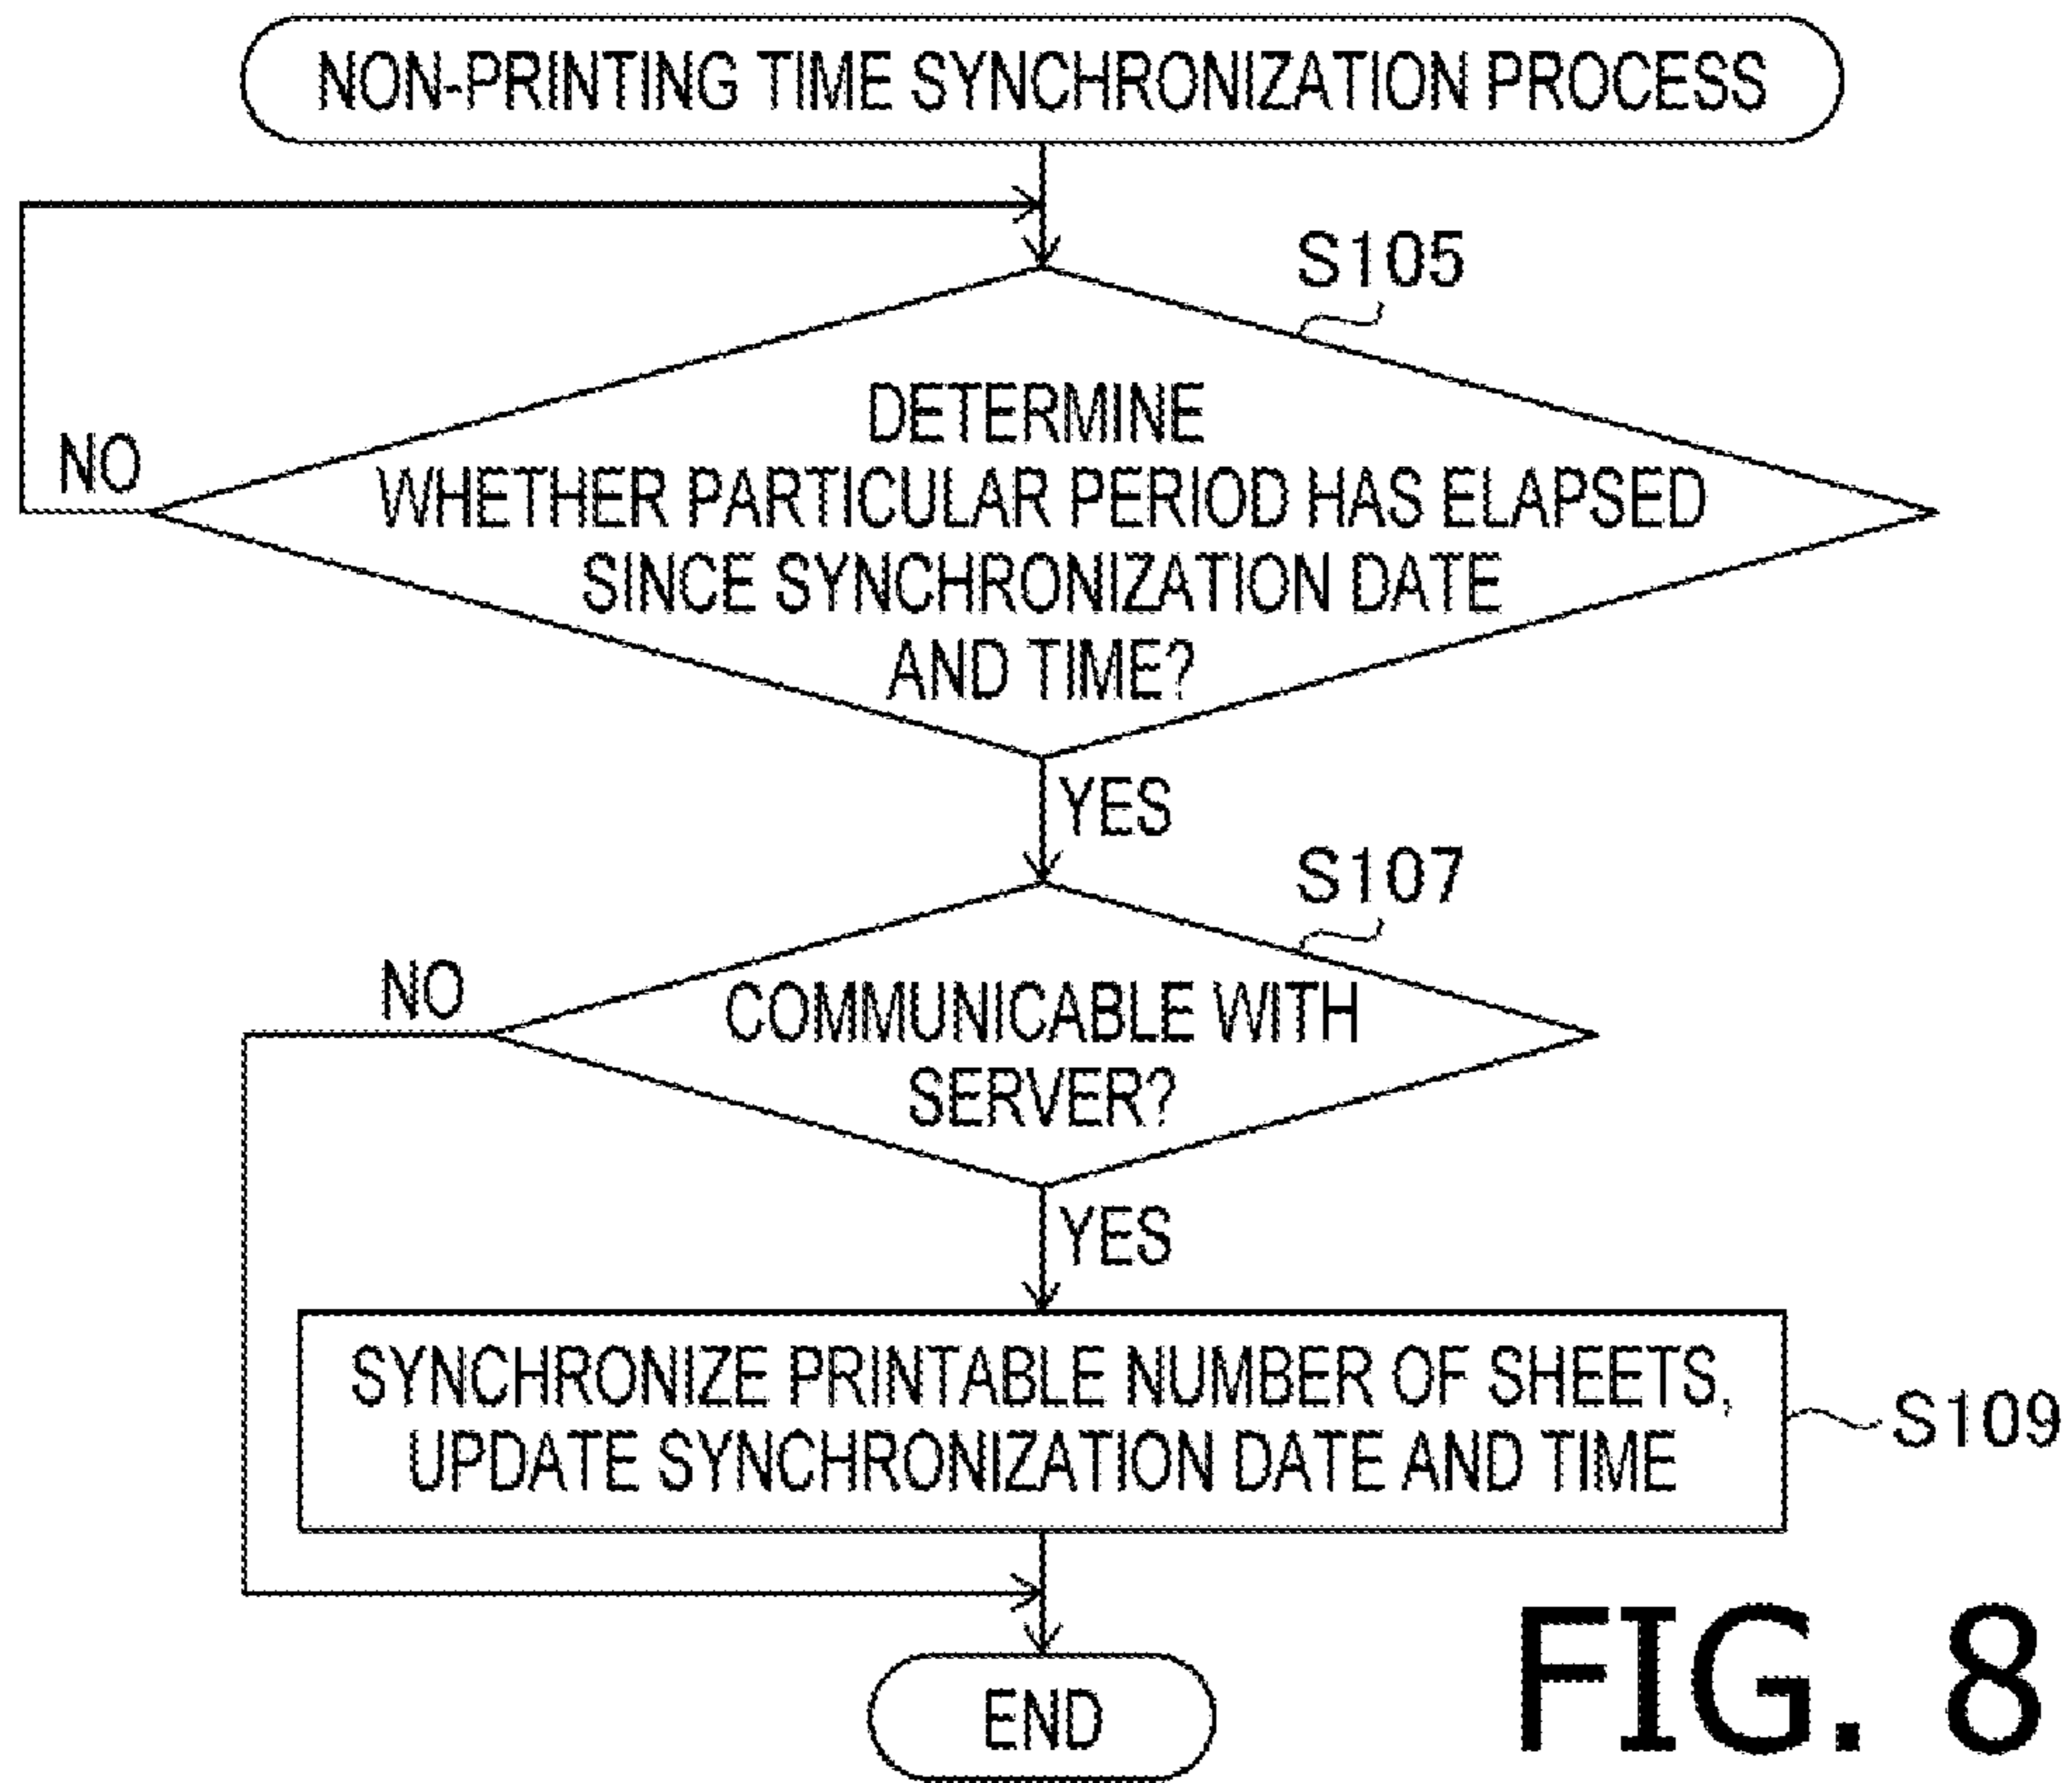 NON-PRINTING TIME SYNCHRONIZATION PROCESS
S105
DETERMINE
WHETHER PARTICULAR PERIOD HAS ELAPSED
SINCE SYNCHRONIZATION DATE
AND TIME?
NO
YES
S107
COMMUNICABLE WITH
SERVER?
NO
YES
SYNCHRONIZE PRINTABLE NUMBER OF SHEETS,
UPDATE SYNCHRONIZATION DATE AND TIME
S109
END
FIG. 8